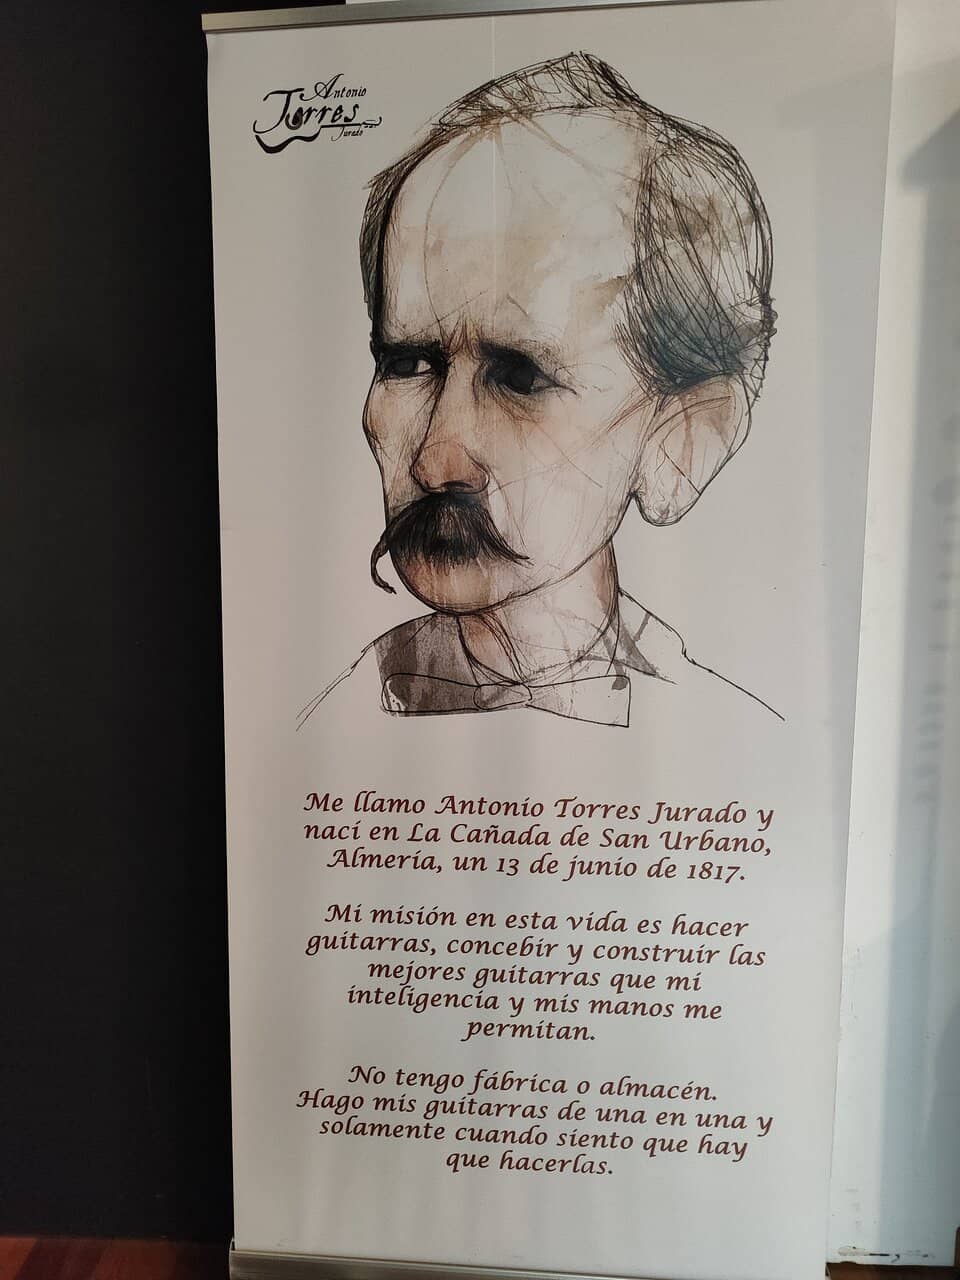 Antonio
Torres
Jurado
Me llamo Antonio Torres Jurado y
nací en La Cañada de San Urbano,
Almería, un 13 de junio de 1817.
Mi misión en esta vida es hacer
guitarras, concebir y construir las
mejores guitarras que mi
inteligencia y mis manos me
permitan.
No tengo fábrica o almacén.
Hago mis guitarras de una en una y
solamente cuando siento que hay
que hacerlas.